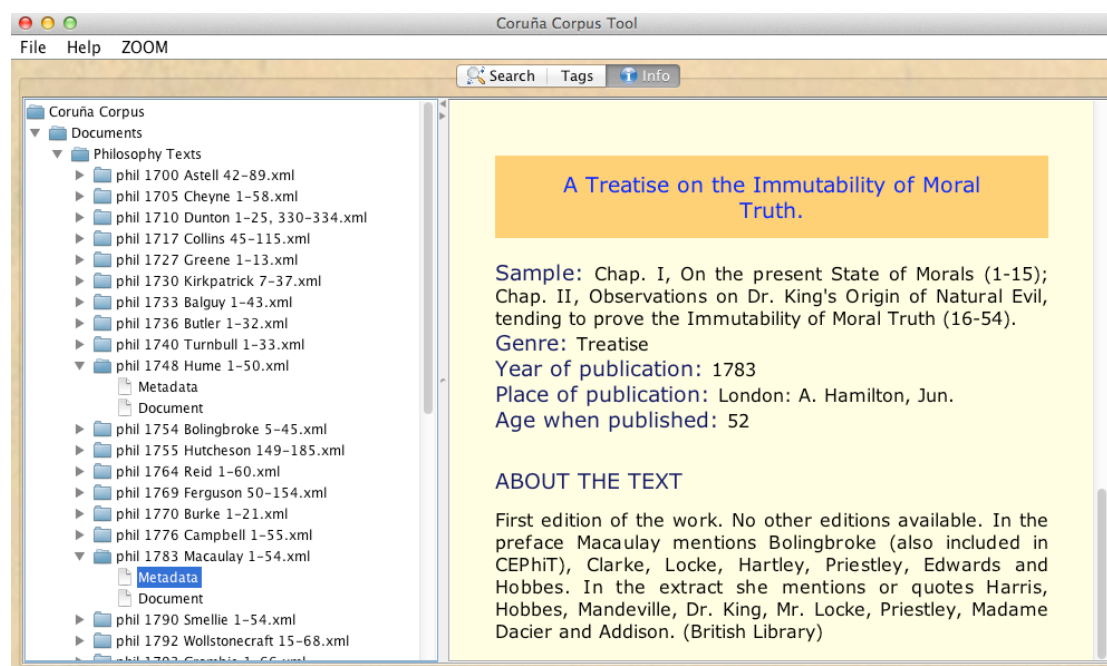 Coruña Corpus Tool
File Help ZOOM
Search Tags Info
Coruña Corpus
Documents
Philosophy Texts
phil 1700 Astell 42-89.xml
phil 1705 Cheyne 1-58.xml
phil 1710 Dunton 1-25, 330-334.xml
phil 1717 Collins 45-115.xml
phil 1727 Greene 1-13.xml
phil 1730 Kirkpatrick 7-37.xml
phil 1733 Balguy 1-43.xml
phil 1736 Butler 1-32.xml
phil 1740 Turnbull 1-33.xml
phil 1748 Hume 1-50.xml
Metadata
Document
phil 1754 Bolingbroke 5-45.xml
phil 1755 Hutcheson 149-185.xml
phil 1764 Reid 1-60.xml
phil 1769 Ferguson 50-154.xml
phil 1770 Burke 1-21.xml
phil 1776 Campbell 1-55.xml
phil 1783 Macaulay 1-54.xml
Metadata
Document
phil 1790 Smellie 1-54.xml
phil 1792 Wollstonecraft 15-68.xml
A Treatise on the Immutability of Moral
Truth.
Sample: Chap. I, On the present State of Morals (1-15);
Chap. II, Observations on Dr. King's Origin of Natural Evil,
tending to prove the Immutability of Moral Truth (16-54).
Genre: Treatise
Year of publication: 1783
Place of publication: London: A. Hamilton, Jun.
Age when published: 52
ABOUT THE TEXT
First edition of the work. No other editions available. In the
preface Macaulay mentions Bolingbroke (also included in
CEPhiT), Clarke, Locke, Hartley, Priestley, Edwards and
Hobbes. In the extract she mentions or quotes Harris,
Hobbes, Mandeville, Dr. King, Mr. Locke, Priestley, Madame
Dacier and Addison. (British Library)